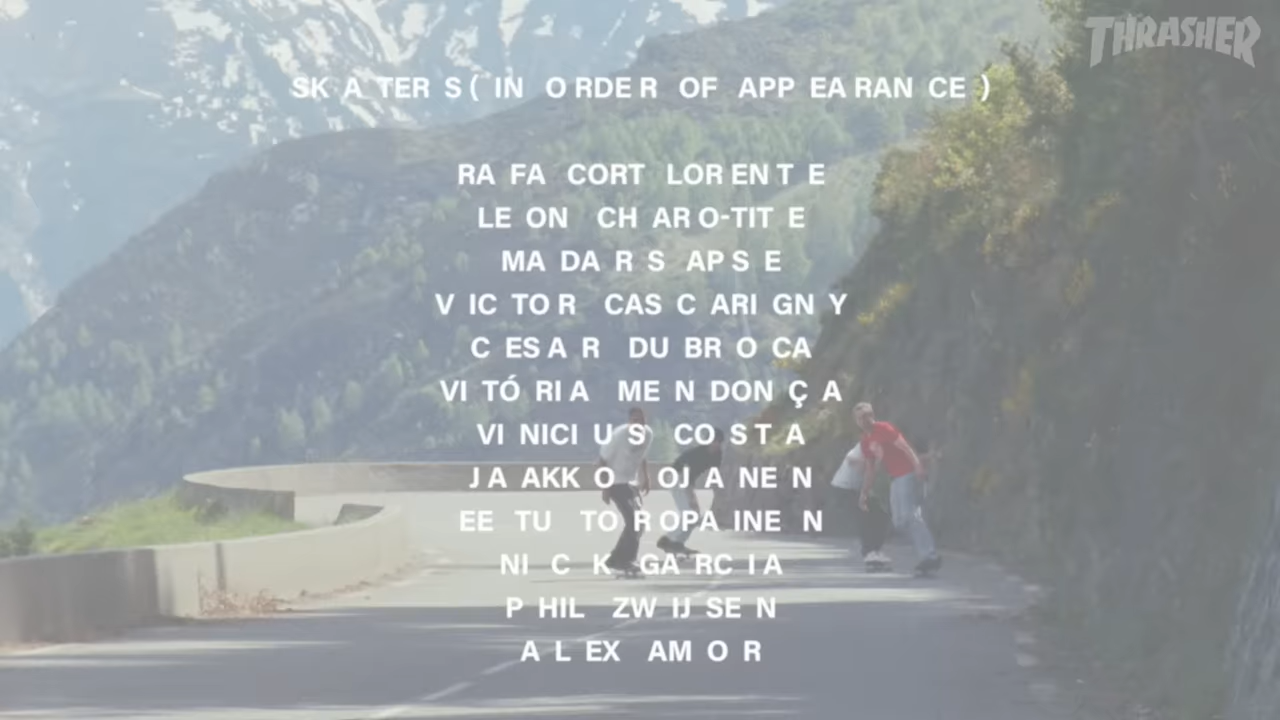 THRASHER
SKATERS (IN ORDER OF APPEARANCE)
RAFA CORT LORENTE
LEON CHARO-TITE
MADARS APSE
VICTOR CASCARIGNY
CESAR DUBROCA
VITÓRIA MENDONÇA
VINICIUS COSTA
JAAKKO OJANEN
EETU TOROPAINEN
NICK GARCIA
PHIL ZWIJSEN
ALEX AMOR